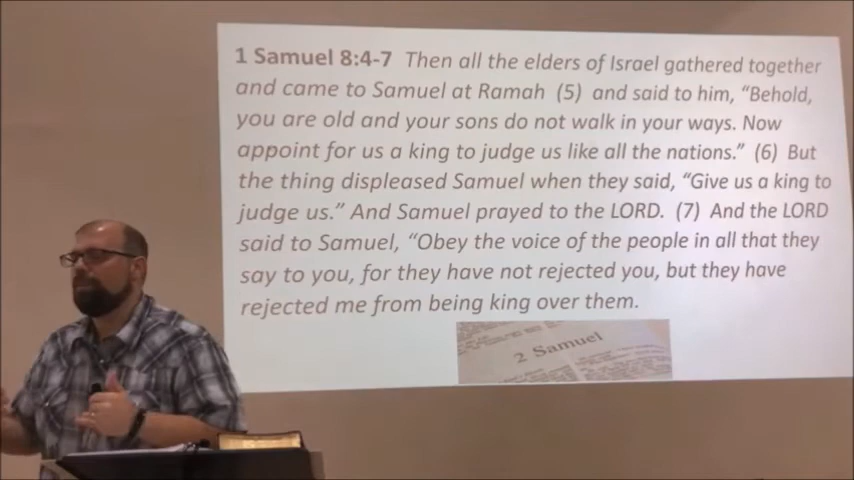 1 Samuel 8:4-7 Then all the elders of Israel gathered together
and came to Samuel at Ramah (5) and said to him, “Behold,
you are old and your sons do not walk in your ways. Now
appoint for us a king to judge us like all the nations.” (6) But
the thing displeased Samuel when they said, “Give us a king to
judge us.” And Samuel prayed to the LORD. (7) And the LORD
said to Samuel, “Obey the voice of the people in all that they
say to you, for they have not rejected you, but they have
rejected me from being king over them.
2 Samuel